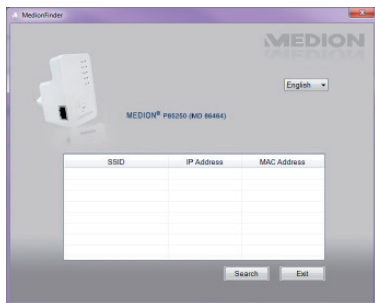 MedionFinder
MEDION
English
MEDION® P85250 (MD 86464)
SSID IP Address MAC Address
Search Exit